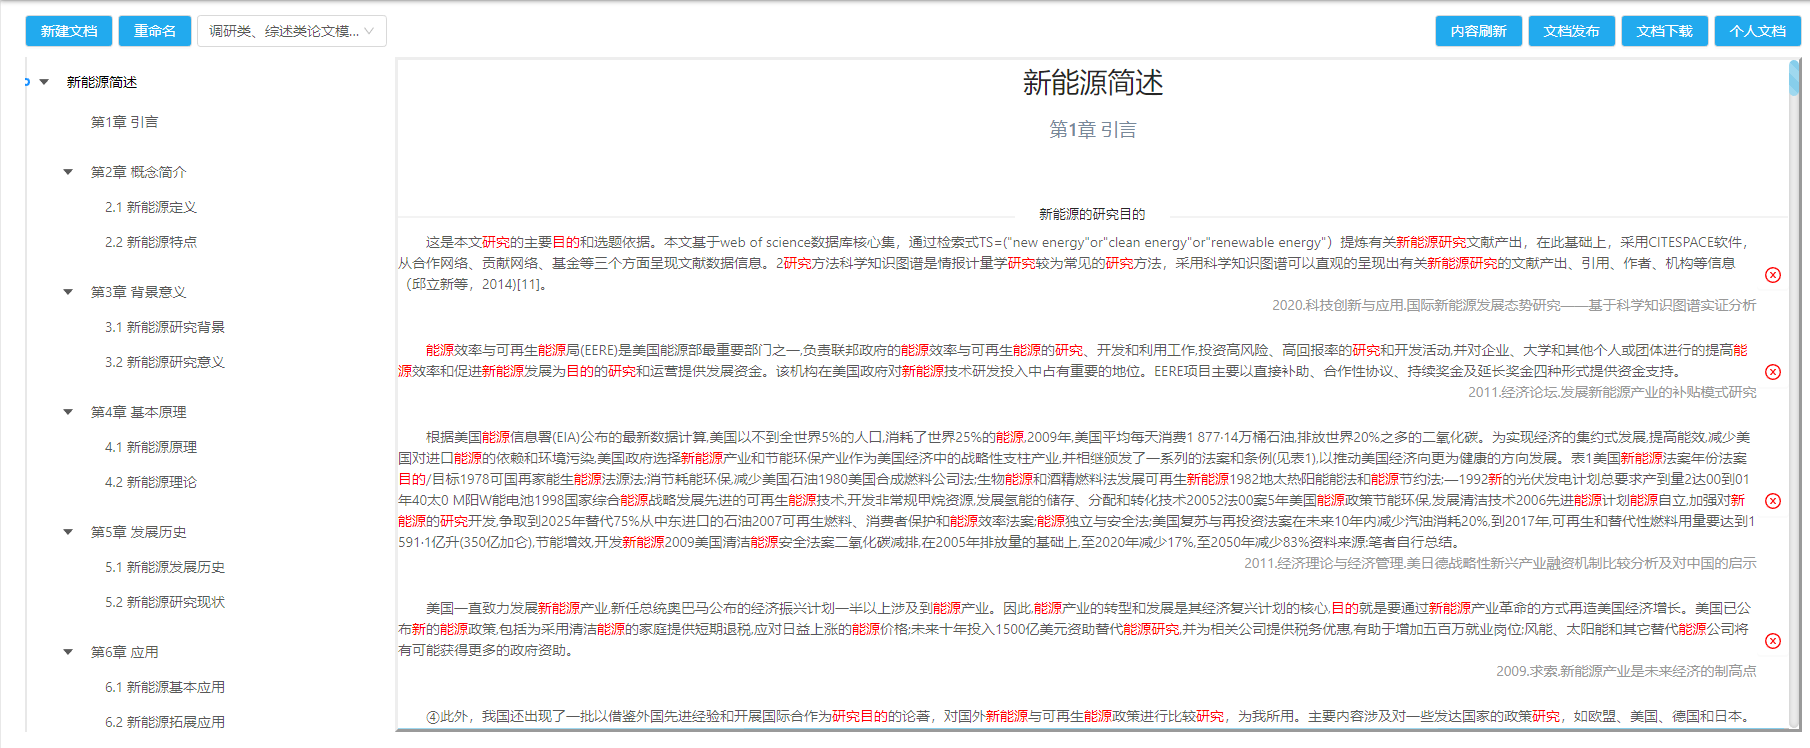 新建文档 重命名 调研类、综述类论文模... 内容刷新 文档发布 文档下载 个人文档
新能源简述
第1章 引言
第2章 概念简介
2.1 新能源定义
2.2 新能源特点
第3章 背景意义
3.1 新能源研究背景
3.2 新能源研究意义
第4章 基本原理
4.1 新能源原理
4.2 新能源理论
第5章 发展历史
5.1 新能源发展历史
5.2 新能源研究现状
第6章 应用
6.1 新能源基本应用
6.2 新能源拓展应用
新能源简述
第1章 引言
新能源的研究目的
这是本文研究的主要目的和选题依据。本文基于web of science数据库核心集，通过检索式TS=("new energy"or"clean energy"or"renewable energy"）提炼有关新能源研究文献产出，在此基础上，采用CITESPACE软件，
从合作网络、贡献网络、基金等三个方面呈现文献数据信息。2研究方法科学知识图谱是情报计量学研究较为常见的研究方法，采用科学知识图谱可以直观的呈现出有关新能源研究的文献产出、引用、作者、机构等信息
（邱立新等，2014)[11]。
2020.科技创新与应用.国际新能源发展态势研究——基于科学知识图谱实证分析
能源效率与可再生能源局(EERE)是美国能源部最重要部门之一,负责联邦政府的能源效率与可再生能源的研究、开发和利用工作,投资高风险、高回报率的研究和开发活动,并对企业、大学和其他个人或团体进行的提高能
源效率和促进新能源发展为目的的研究和运营提供发展资金。该机构在美国政府对新能源技术研发投入中占有重要的地位。EERE项目主要以直接补助、合作性协议、持续奖金及延长奖金四种形式提供资金支持。
2011.经济论坛.发展新能源产业的补贴模式研究
根据美国能源信息署(EIA)公布的最新数据计算,美国以不到全世界5%的人口,消耗了世界25%的能源,2009年,美国平均每天消费1 877·14万桶石油,排放世界20%之多的二氧化碳。为实现经济的集约式发展,提高能效,减少美
国对进口能源的依赖和环境污染,美国政府选择新能源产业和节能环保产业作为美国经济中的战略性支柱产业,并相继颁发了一系列的法案和条例(见表1),以推动美国经济向更为健康的方向发展。表1美国新能源法案年份法案
目的/目标1978可国再家能生能源法源法;消节耗能环保,减少美国石油1980美国合成燃料公司法;生物能源和酒精燃料法发展可再生新能源1982地太热阳能能法和能源节约法;—1992新的光伏发电计划总要求产到量2达00到01
年40太0 M阳W能电池1998国家综合能源战略发展先进的可再生能源技术,开发非常规甲烷资源,发展氢能的储存、分配和转化技术20052法00案5年美国能源政策节能环保,发展清洁技术2006先进能源计划能源自立,加强对新
能源的研究开发,争取到2025年替代75%从中东进口的石油2007可再生燃料、消费者保护和能源效率法案;能源独立与安全法;美国复苏与再投资法案在未来10年内减少汽油消耗20%,到2017年,可再生和替代性燃料用量要达到1
591·1亿升(350亿加仑),节能增效,开发新能源2009美国清洁能源安全法案二氧化碳减排,在2005年排放量的基础上,至2020年减少17%,至2050年减少83%资料来源:笔者自行总结。
2011.经济理论与经济管理.美日德战略性新兴产业融资机制比较分析及对中国的启示
美国一直致力发展新能源产业,新任总统奥巴马公布的经济振兴计划一半以上涉及到能源产业。因此,能源产业的转型和发展是其经济复兴计划的核心,目的就是要通过新能源产业革命的方式再造美国经济增长。美国已公
布新的能源政策,包括为采用清洁能源的家庭提供短期退税,应对日益上涨的能源价格;未来十年投入1500亿美元资助替代能源研究,并为相关公司提供税务优惠,有助于增加五百万就业岗位;风能、太阳能和其它替代能源公司将
有可能获得更多的政府资助。
2009.求索.新能源产业是未来经济的制高点
④此外，我国还出现了一批以借鉴外国先进经验和开展国际合作为研究目的的论著，对国外新能源与可再生能源政策进行比较研究，为我所用。主要内容涉及对一些发达国家的政策研究，如欧盟、美国、德国和日本。